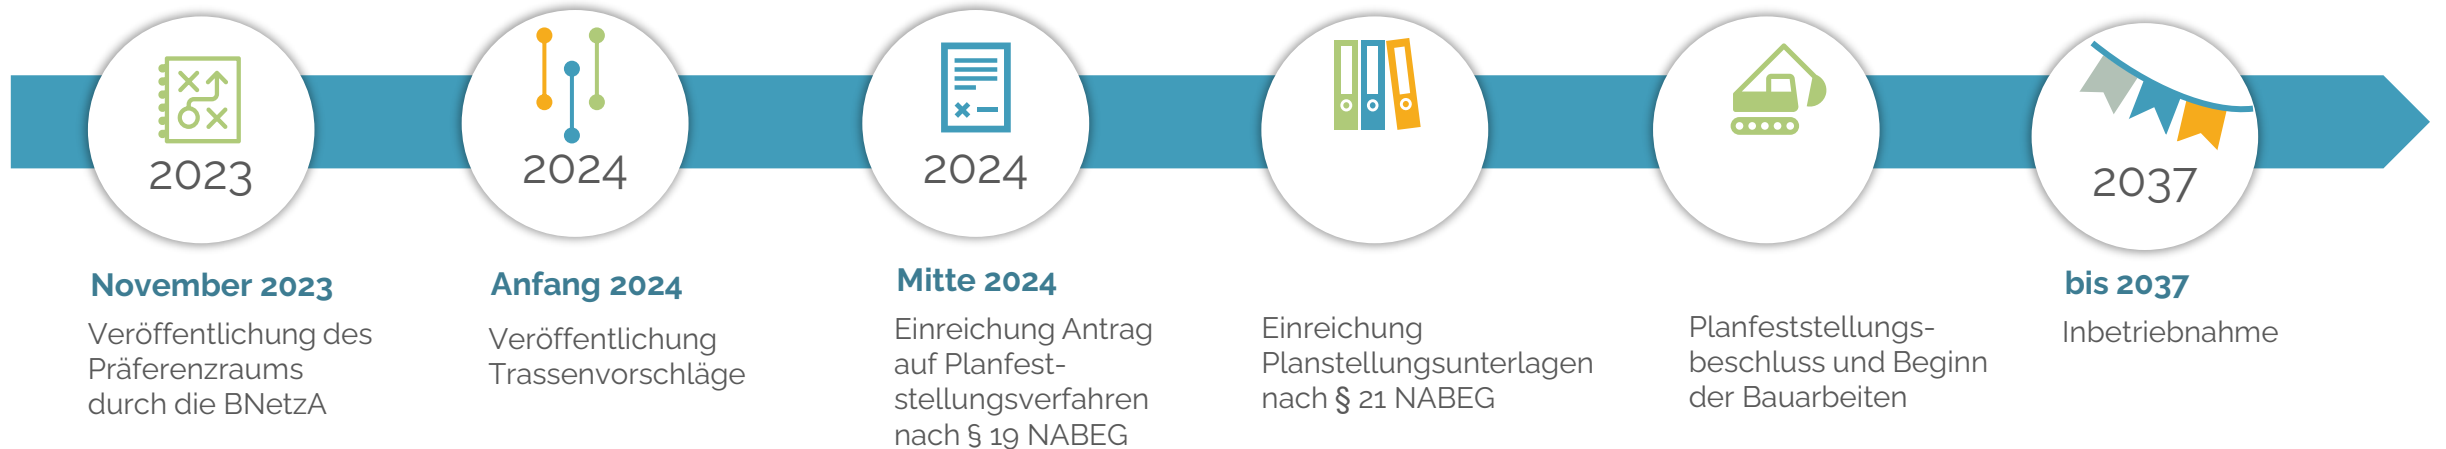 2023
November 2023
Veröffentlichung des
Präferenzraums
durch die BNetzA
2024
Anfang 2024
Veröffentlichung
Trassenvorschläge
2024
Mitte 2024
Einreichung Antrag
auf Planfest-
stellungsverfahren
nach § 19 NABEG
Einreichung
Planstellungsunterlagen
nach § 21 NABEG
Planfeststellungs-
beschluss und Beginn
der Bauarbeiten
2037
bis 2037
Inbetriebnahme